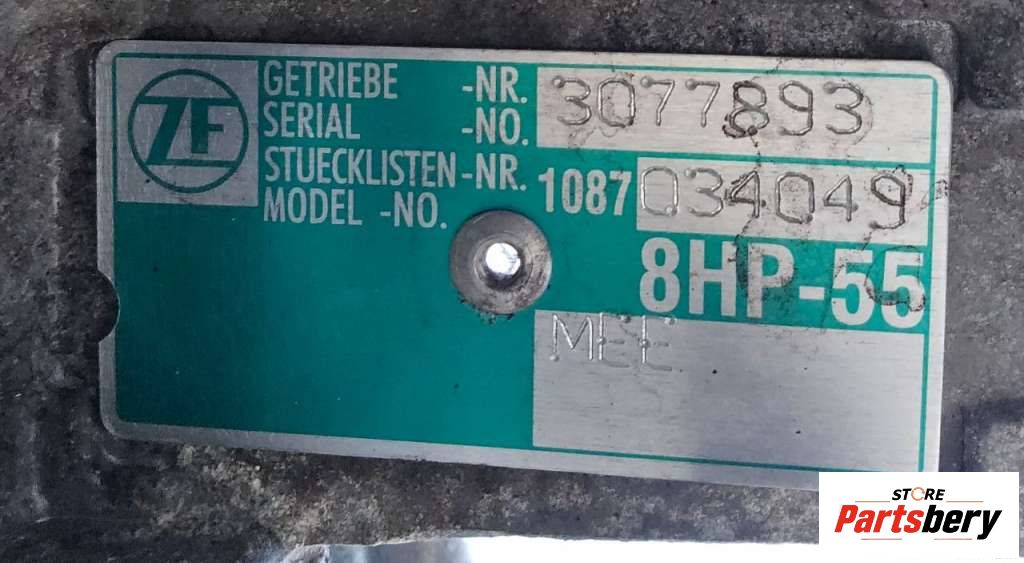 ZF
GETRIEBE -NR. 3077893
SERIAL -NO.
STUECKLISTEN-NR. 1087 034049
MODEL -NO.
8HP-55
MEE
STORE
Partsbery